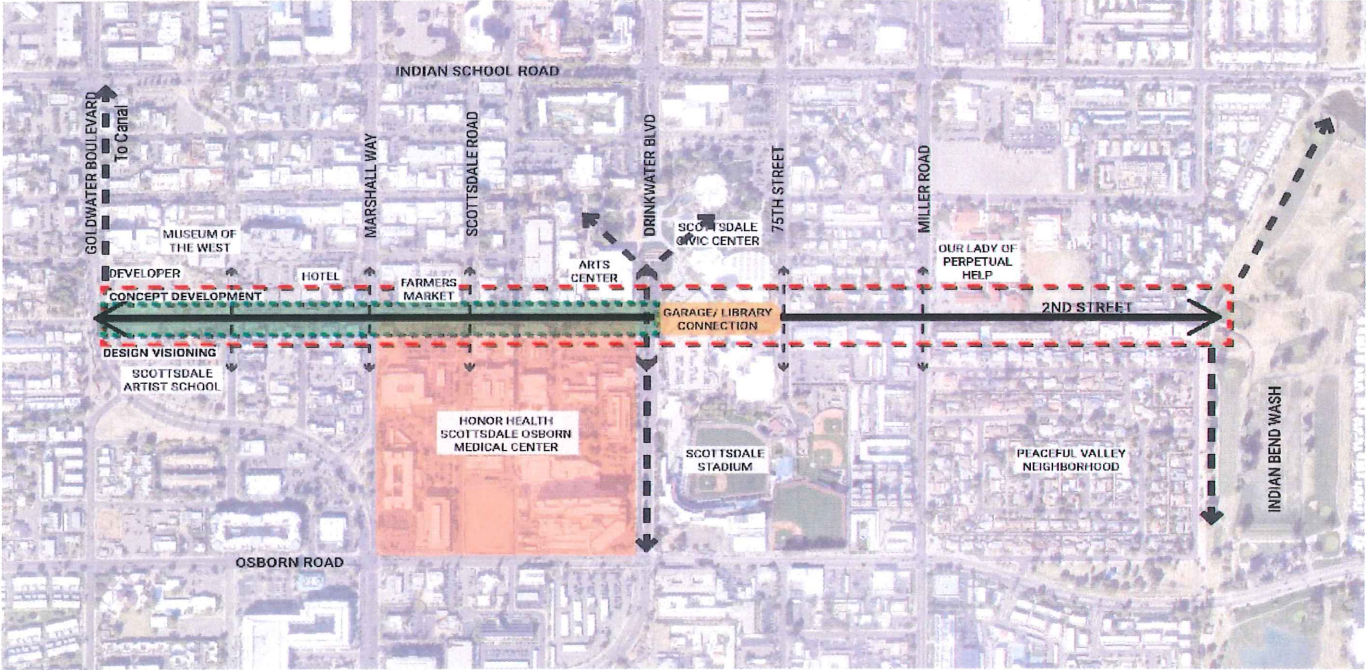 INDIAN SCHOOL ROAD
GOLDWATER BOULEVARD
To Canal
MARSHALL WAY
SCOTTSDALE ROAD
DRINKWATER BLVD
75TH STREET
MILLER ROAD
MUSEUM OF
THE WEST
SCOTTSDALE
CIVIC CENTER
OUR LADY OF
PERPETUAL
HELP
DEVELOPER
HOTEL
FARMERS
MARKET
ARTS
CENTER
CONCEPT DEVELOPMENT
GARAGE/ LIBRARY
CONNECTION
2ND STREET
DESIGN VISIONING
SCOTTSDALE
ARTIST SCHOOL
HONOR HEALTH
SCOTTSDALE OSBORN
MEDICAL CENTER
SCOTTSDALE
STADIUM
PEACEFUL VALLEY
NEIGHBORHOOD
INDIAN BEND WASH
OSBORN ROAD